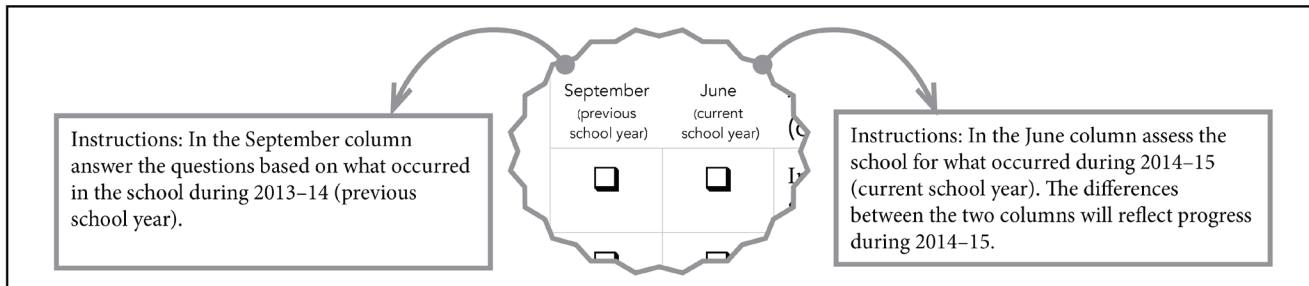 Instructions: In the September column
answer the questions based on what occurred
in the school during 2013–14 (previous
school year).
September
(previous
school year)
June
(current
school year)
Instructions: In the June column assess the
school for what occurred during 2014–15
(current school year). The differences
between the two columns will reflect progress
during 2014–15.